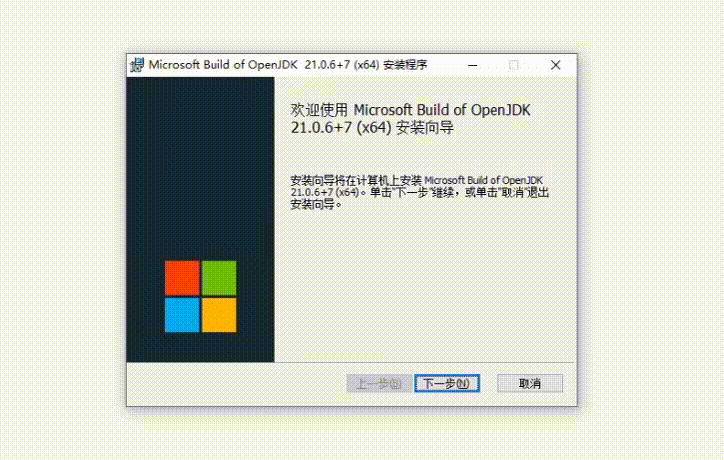 Microsoft Build of OpenJDK 21.0.6+7 (x64) 安装程序
欢迎使用 Microsoft Build of OpenJDK
21.0.6+7 (x64) 安装向导
安装向导将在计算机上安装 Microsoft Build of OpenJDK
21.0.6+7 (x64)。单击"下一步"继续，或单击"取消"退出
安装向导。
上一步(B)
下一步(N)
取消